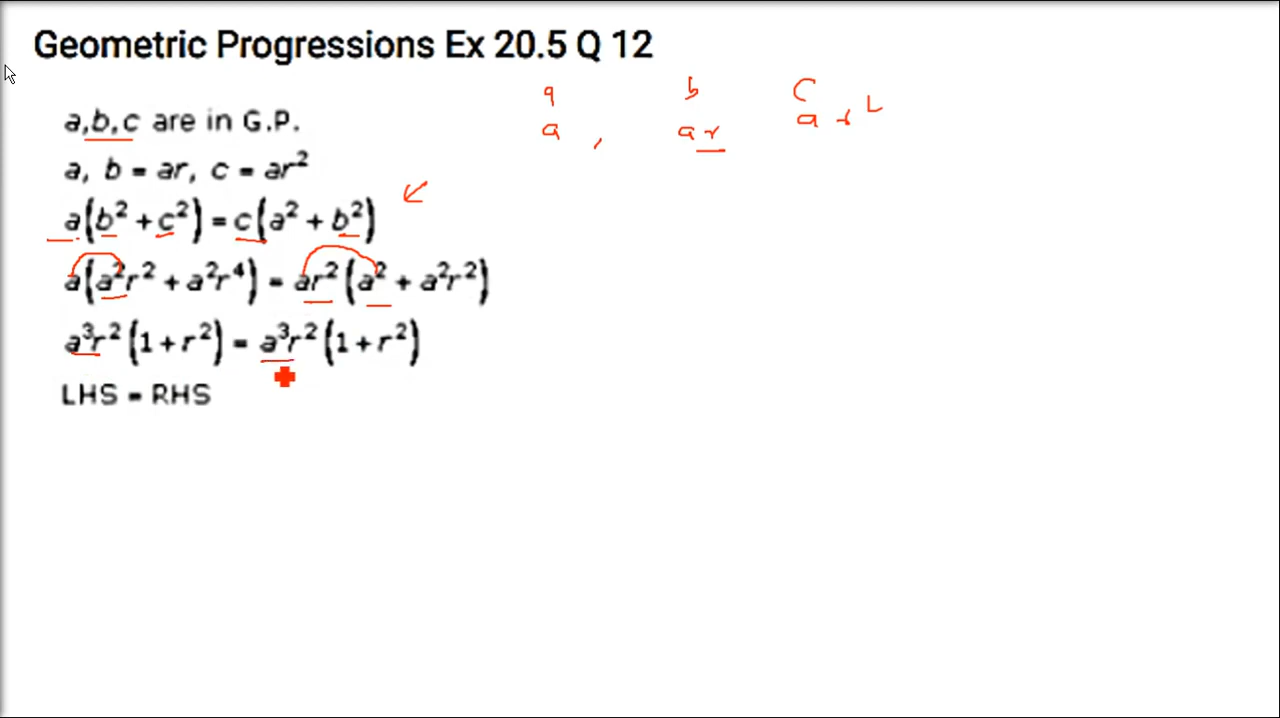 Geometric Progressions Ex 20.5 Q 12
a b c
a,b,c are in G.P.
a , ar ar²
a, b = ar, c = ar²
a(b² + c²) = c(a² + b²)
a(a²r² + a²r⁴) = ar²(a² + a²r²)
a³r²(1 + r²) = a³r²(1 + r²)
LHS = RHS